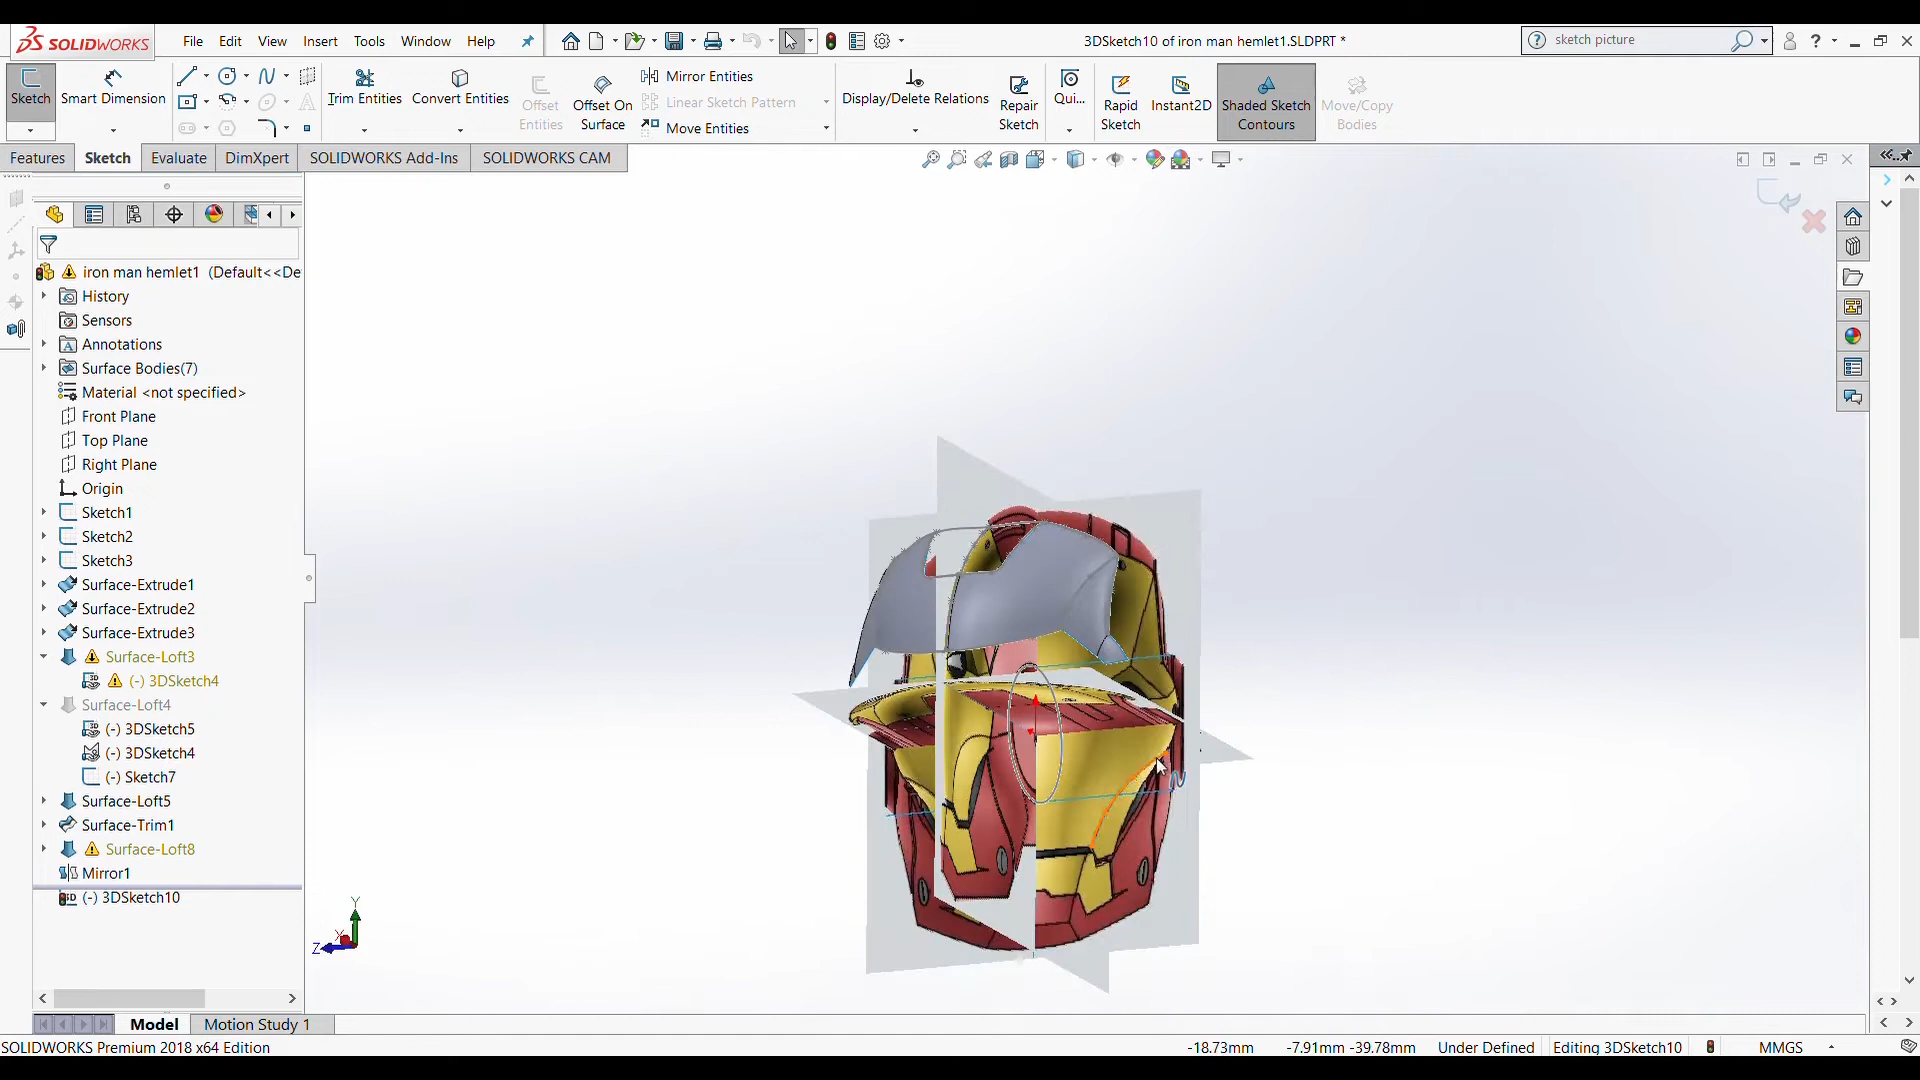 SOLIDWORKS
File Edit View Insert Tools Window Help
3DSketch10 of iron man hemlet1.SLDPRT *
sketch picture
Sketch
Smart Dimension
Trim Entities
Convert Entities
Offset Entities
Offset On Surface
Mirror Entities
Linear Sketch Pattern
Move Entities
Display/Delete Relations
Repair Sketch
Qui...
Rapid Sketch
Instant2D
Shaded Sketch Contours
Move/Copy Bodies
Features Sketch Evaluate DimXpert SOLIDWORKS Add-Ins SOLIDWORKS CAM
iron man hemlet1 (Default<<De
History
Sensors
Annotations
Surface Bodies(7)
Material <not specified>
Front Plane
Top Plane
Right Plane
Origin
Sketch1
Sketch2
Sketch3
Surface-Extrude1
Surface-Extrude2
Surface-Extrude3
Surface-Loft3
(-) 3DSketch4
Surface-Loft4
(-) 3DSketch5
(-) 3DSketch4
(-) Sketch7
Surface-Loft5
Surface-Trim1
Surface-Loft8
Mirror1
(-) 3DSketch10
Y
Z X
Model Motion Study 1
SOLIDWORKS Premium 2018 x64 Edition
-18.73mm -7.91mm -39.78mm Under Defined Editing 3DSketch10 MMGS